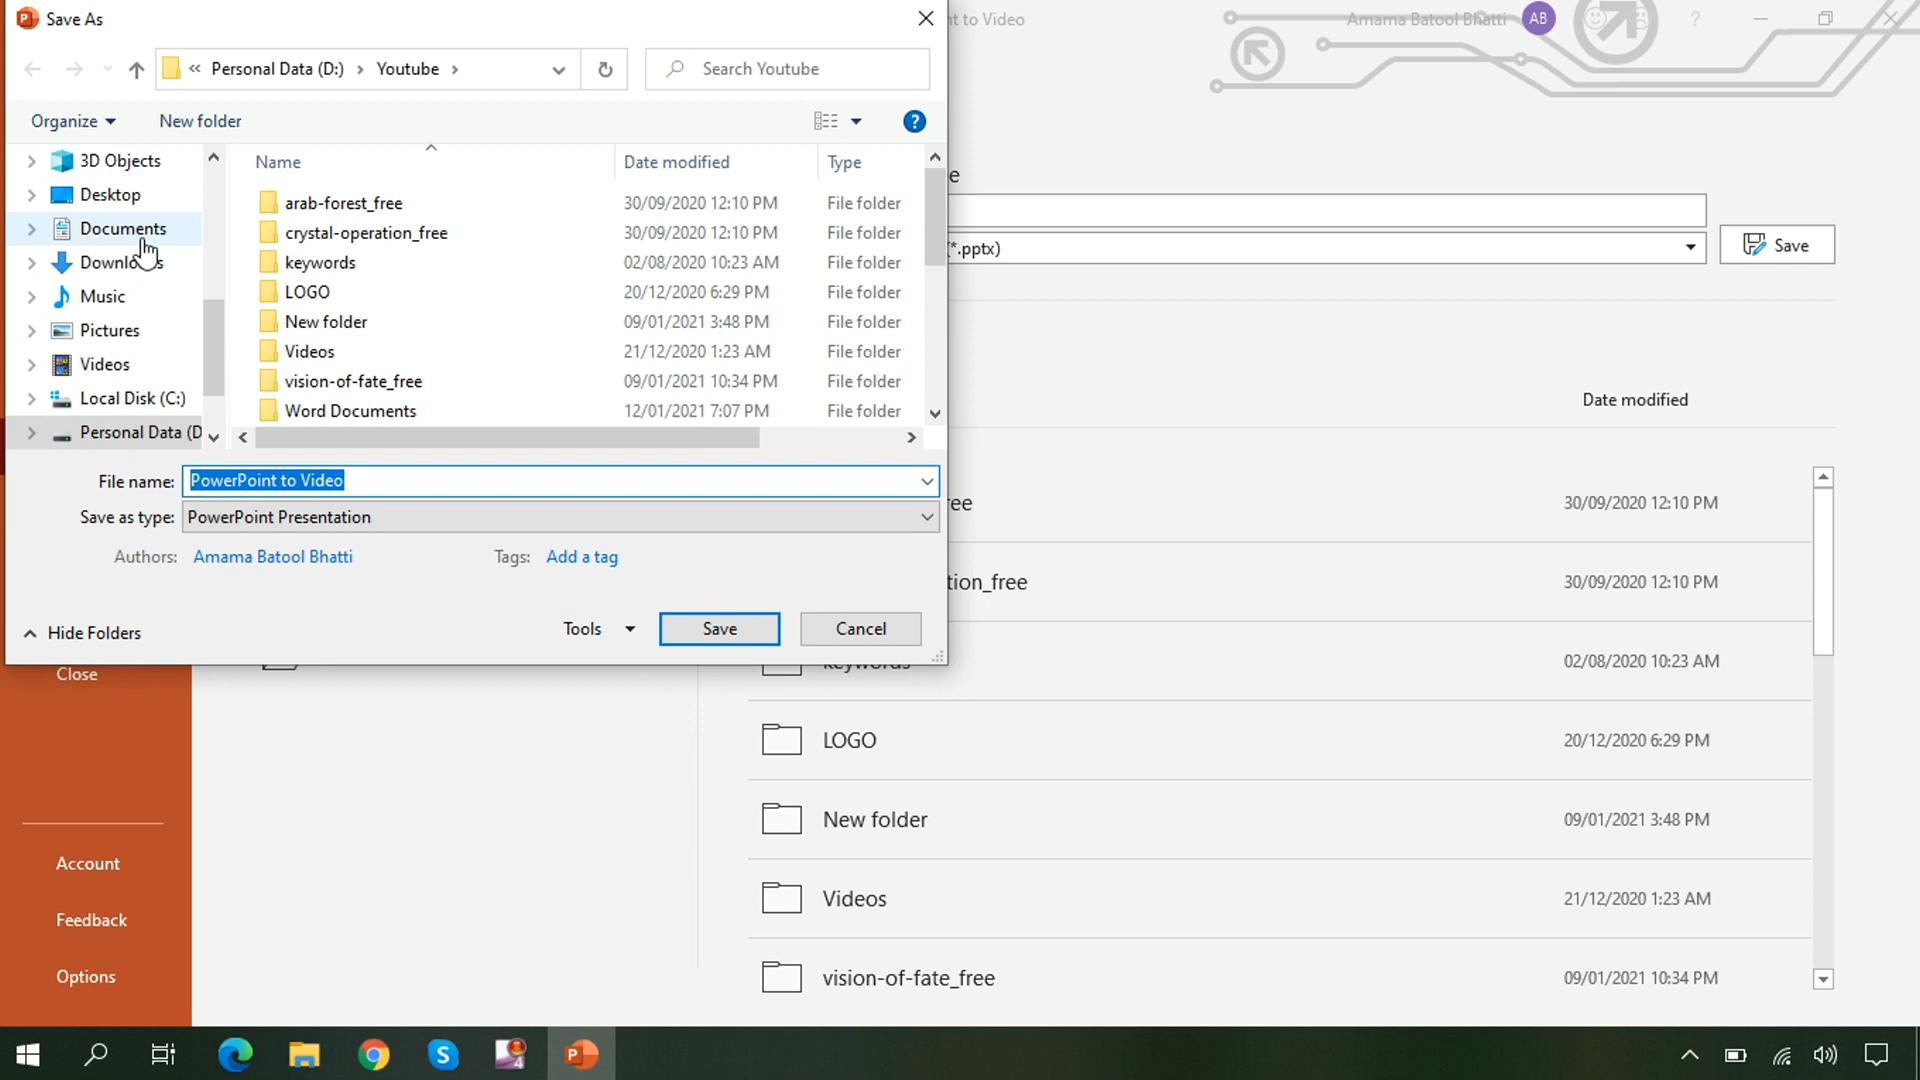 Save As
nt to Video
Amama Batool Bhatti
AB
« Personal Data (D:) › Youtube ›
Search Youtube
Organize
New folder
Name
Date modified
Type
3D Objects
Desktop
Documents
Downloads
Music
Pictures
Videos
Local Disk (C:)
Personal Data (D
arab-forest_free 30/09/2020 12:10 PM File folder
crystal-operation_free 30/09/2020 12:10 PM File folder
keywords 02/08/2020 10:23 AM File folder
LOGO 20/12/2020 6:29 PM File folder
New folder 09/01/2021 3:48 PM File folder
Videos 21/12/2020 1:23 AM File folder
vision-of-fate_free 09/01/2021 10:34 PM File folder
Word Documents 12/01/2021 7:07 PM File folder
File name: PowerPoint to Video
Save as type: PowerPoint Presentation
Authors: Amama Batool Bhatti
Tags: Add a tag
Hide Folders
Tools
Save
Cancel
e
*.pptx)
Save
Date modified
ree 30/09/2020 12:10 PM
tion_free 30/09/2020 12:10 PM
keywords 02/08/2020 10:23 AM
LOGO 20/12/2020 6:29 PM
New folder 09/01/2021 3:48 PM
Videos 21/12/2020 1:23 AM
vision-of-fate_free 09/01/2021 10:34 PM
Close
Account
Feedback
Options